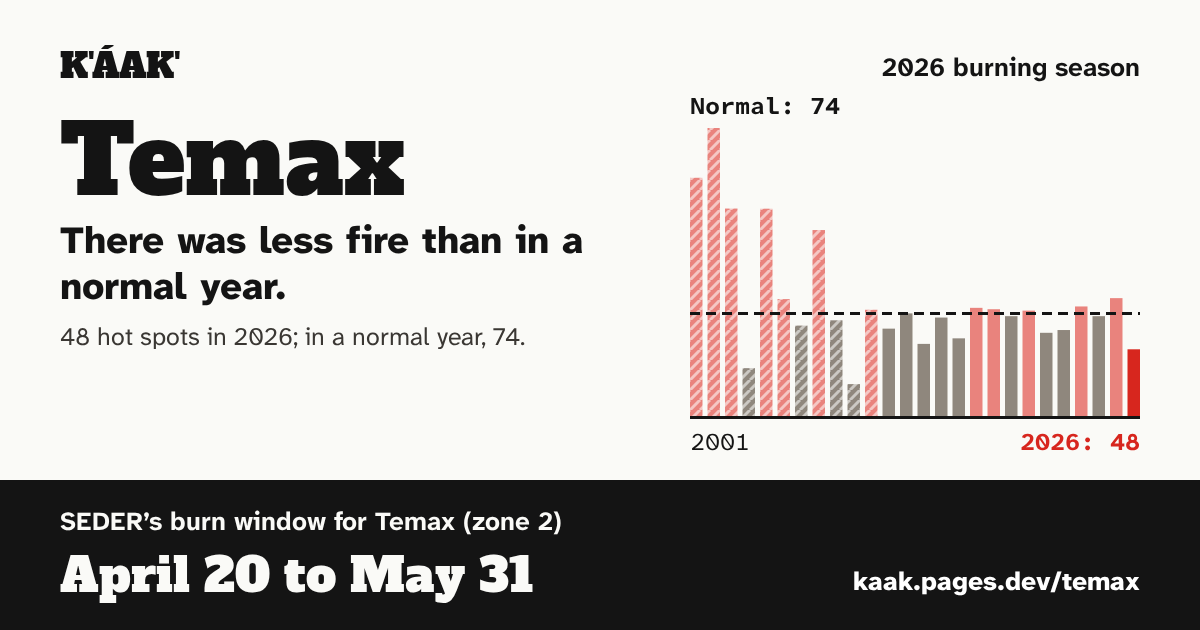 K'ÁAK'
2026 burning season
Temax
There was less fire than in a
normal year.
48 hot spots in 2026; in a normal year, 74.
Normal: 74
2001
2026: 48
SEDER’s burn window for Temax (zone 2)
April 20 to May 31
kaak.pages.dev/temax